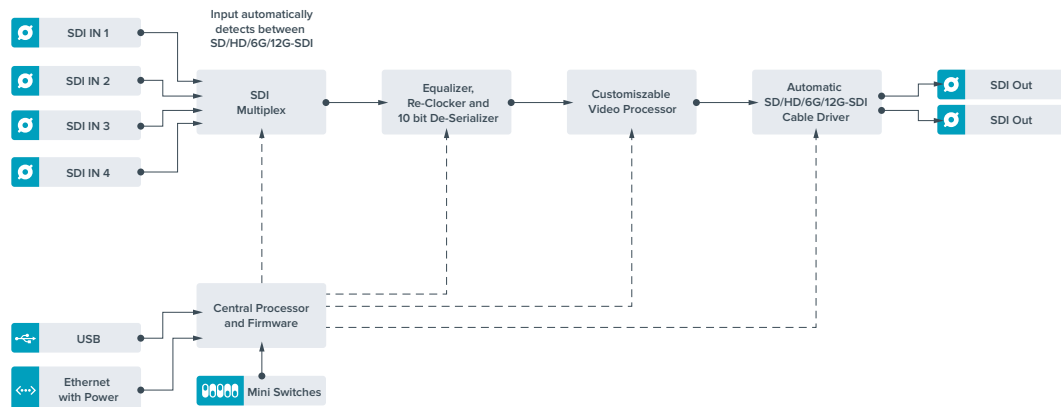 Input automatically
detects between
SD/HD/6G/12G-SDI
SDI IN 1
SDI IN 2
SDI IN 3
SDI IN 4
SDI
Multiplex
Equalizer,
Re-Clocker and
10 bit De-Serializer
Customiszable
Video Processor
Automatic
SD/HD/6G/12G-SDI
Cable Driver
SDI Out
SDI Out
Central Processor
and Firmware
USB
Ethernet
with Power
Mini Switches